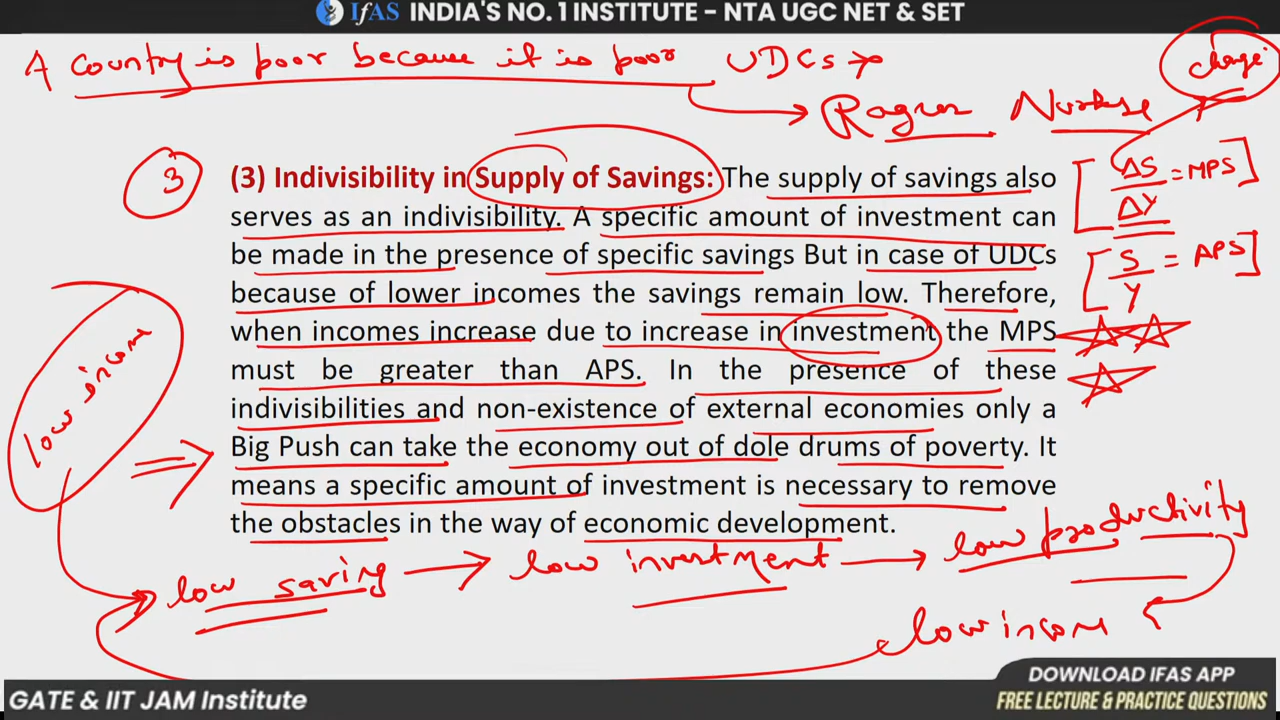 IfAS INDIA'S NO. 1 INSTITUTE – NTA UGC NET & SET
A Country is poor because it is poor UDCs
change
Ragner Nurkse
3
(3) Indivisibility in Supply of Savings: The supply of savings also
serves as an indivisibility. A specific amount of investment can
be made in the presence of specific savings But in case of UDCs
because of lower incomes the savings remain low. Therefore,
when incomes increase due to increase in investment the MPS
must be greater than APS. In the presence of these
indivisibilities and non-existence of external economies only a
Big Push can take the economy out of dole drums of poverty. It
means a specific amount of investment is necessary to remove
the obstacles in the way of economic development.
[ΔS/ΔY = MPS]
[S/Y = APS]
low income
low saving → low investment → low productivity
low income
DOWNLOAD IFAS APP
GATE & IIT JAM Institute
FREE LECTURE & PRACTICE QUESTIONS